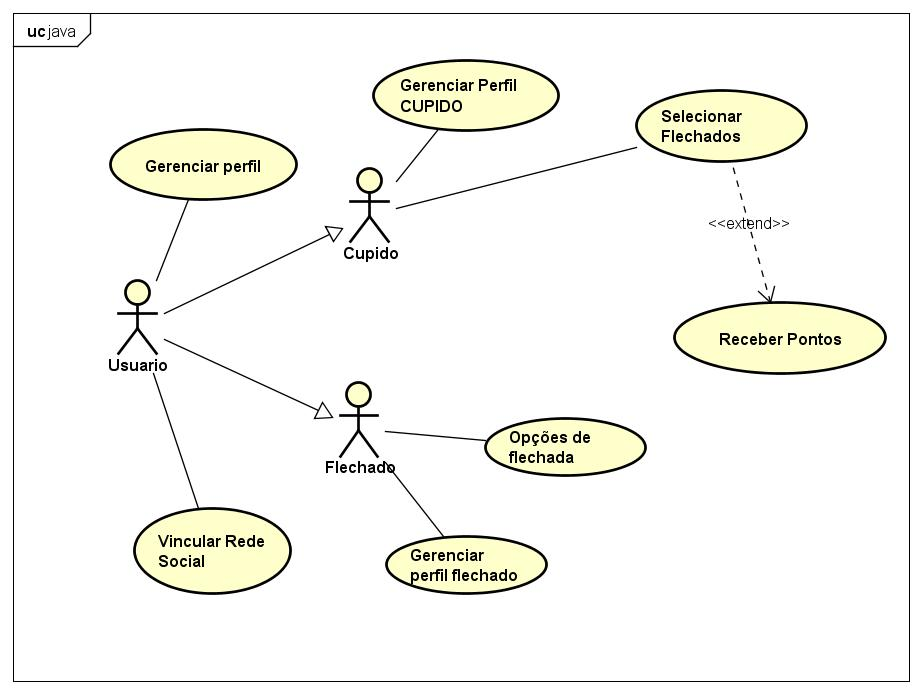 uc java
Gerenciar Perfil
CUPIDO
Selecionar
Flechados
Gerenciar perfil
<<extend>>
Cupido
Receber Pontos
Usuario
Flechado
Opções de
flechada
Vincular Rede
Social
Gerenciar
perfil flechado